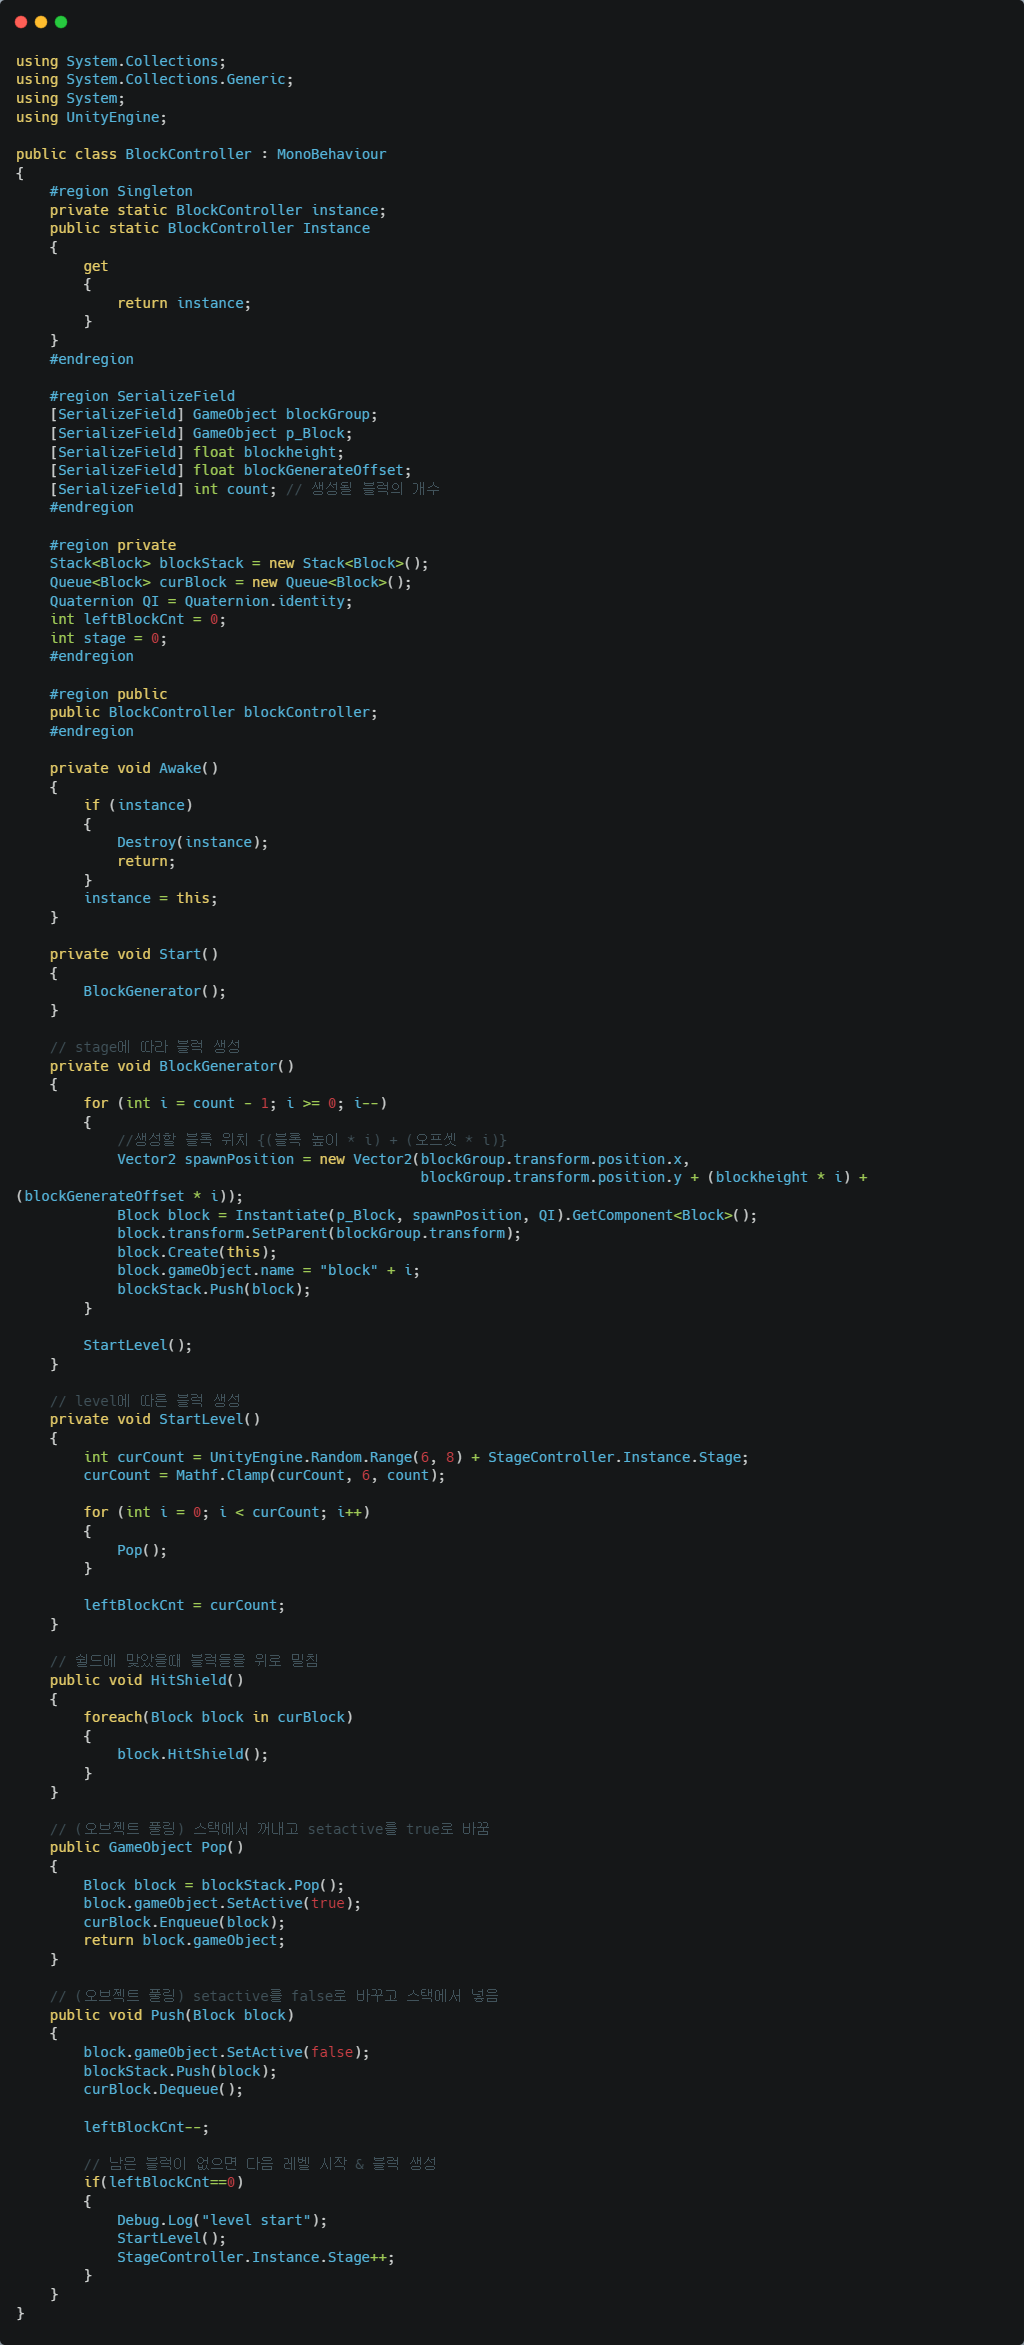 using System.Collections;
using System.Collections.Generic;
using System;
using UnityEngine;

public class BlockController : MonoBehaviour
{
    #region Singleton
    private static BlockController instance;
    public static BlockController Instance
    {
        get
        {
            return instance;
        }
    }
    #endregion

    #region SerializeField
    [SerializeField] GameObject blockGroup;
    [SerializeField] GameObject p_Block;
    [SerializeField] float blockheight;
    [SerializeField] float blockGenerateOffset;
    [SerializeField] int count; // 생성될 블럭의 개수
    #endregion

    #region private
    Stack<Block> blockStack = new Stack<Block>();
    Queue<Block> curBlock = new Queue<Block>();
    Quaternion QI = Quaternion.identity;
    int leftBlockCnt = 0;
    int stage = 0;
    #endregion

    #region public
    public BlockController blockController;
    #endregion

    private void Awake()
    {
        if (instance)
        {
            Destroy(instance);
            return;
        }
        instance = this;
    }

    private void Start()
    {
        BlockGenerator();
    }

    // stage에 따라 블럭 생성
    private void BlockGenerator()
    {
        for (int i = count - 1; i >= 0; i--)
        {
            //생성할 블록 위치 {(블록 높이 * i) + (오프셋 * i)}
            Vector2 spawnPosition = new Vector2(blockGroup.transform.position.x,
                                                blockGroup.transform.position.y + (blockheight * i) +
(blockGenerateOffset * i));
            Block block = Instantiate(p_Block, spawnPosition, QI).GetComponent<Block>();
            block.transform.SetParent(blockGroup.transform);
            block.Create(this);
            block.gameObject.name = "block" + i;
            blockStack.Push(block);
        }

        StartLevel();
    }

    // level에 따른 블럭 생성
    private void StartLevel()
    {
        int curCount = UnityEngine.Random.Range(6, 8) + StageController.Instance.Stage;
        curCount = Mathf.Clamp(curCount, 6, count);

        for (int i = 0; i < curCount; i++)
        {
            Pop();
        }

        leftBlockCnt = curCount;
    }

    // 쉴드에 맞았을때 블럭들을 위로 밀침
    public void HitShield()
    {
        foreach(Block block in curBlock)
        {
            block.HitShield();
        }
    }

    // (오브젝트 풀링) 스택에서 꺼내고 setactive를 true로 바꿈
    public GameObject Pop()
    {
        Block block = blockStack.Pop();
        block.gameObject.SetActive(true);
        curBlock.Enqueue(block);
        return block.gameObject;
    }

    // (오브젝트 풀링) setactive를 false로 바꾸고 스택에서 넣음
    public void Push(Block block)
    {
        block.gameObject.SetActive(false);
        blockStack.Push(block);
        curBlock.Dequeue();

        leftBlockCnt--;

        // 남은 블럭이 없으면 다음 레벨 시작 & 블럭 생성
        if(leftBlockCnt==0)
        {
            Debug.Log("level start");
            StartLevel();
            StageController.Instance.Stage++;
        }
    }
}